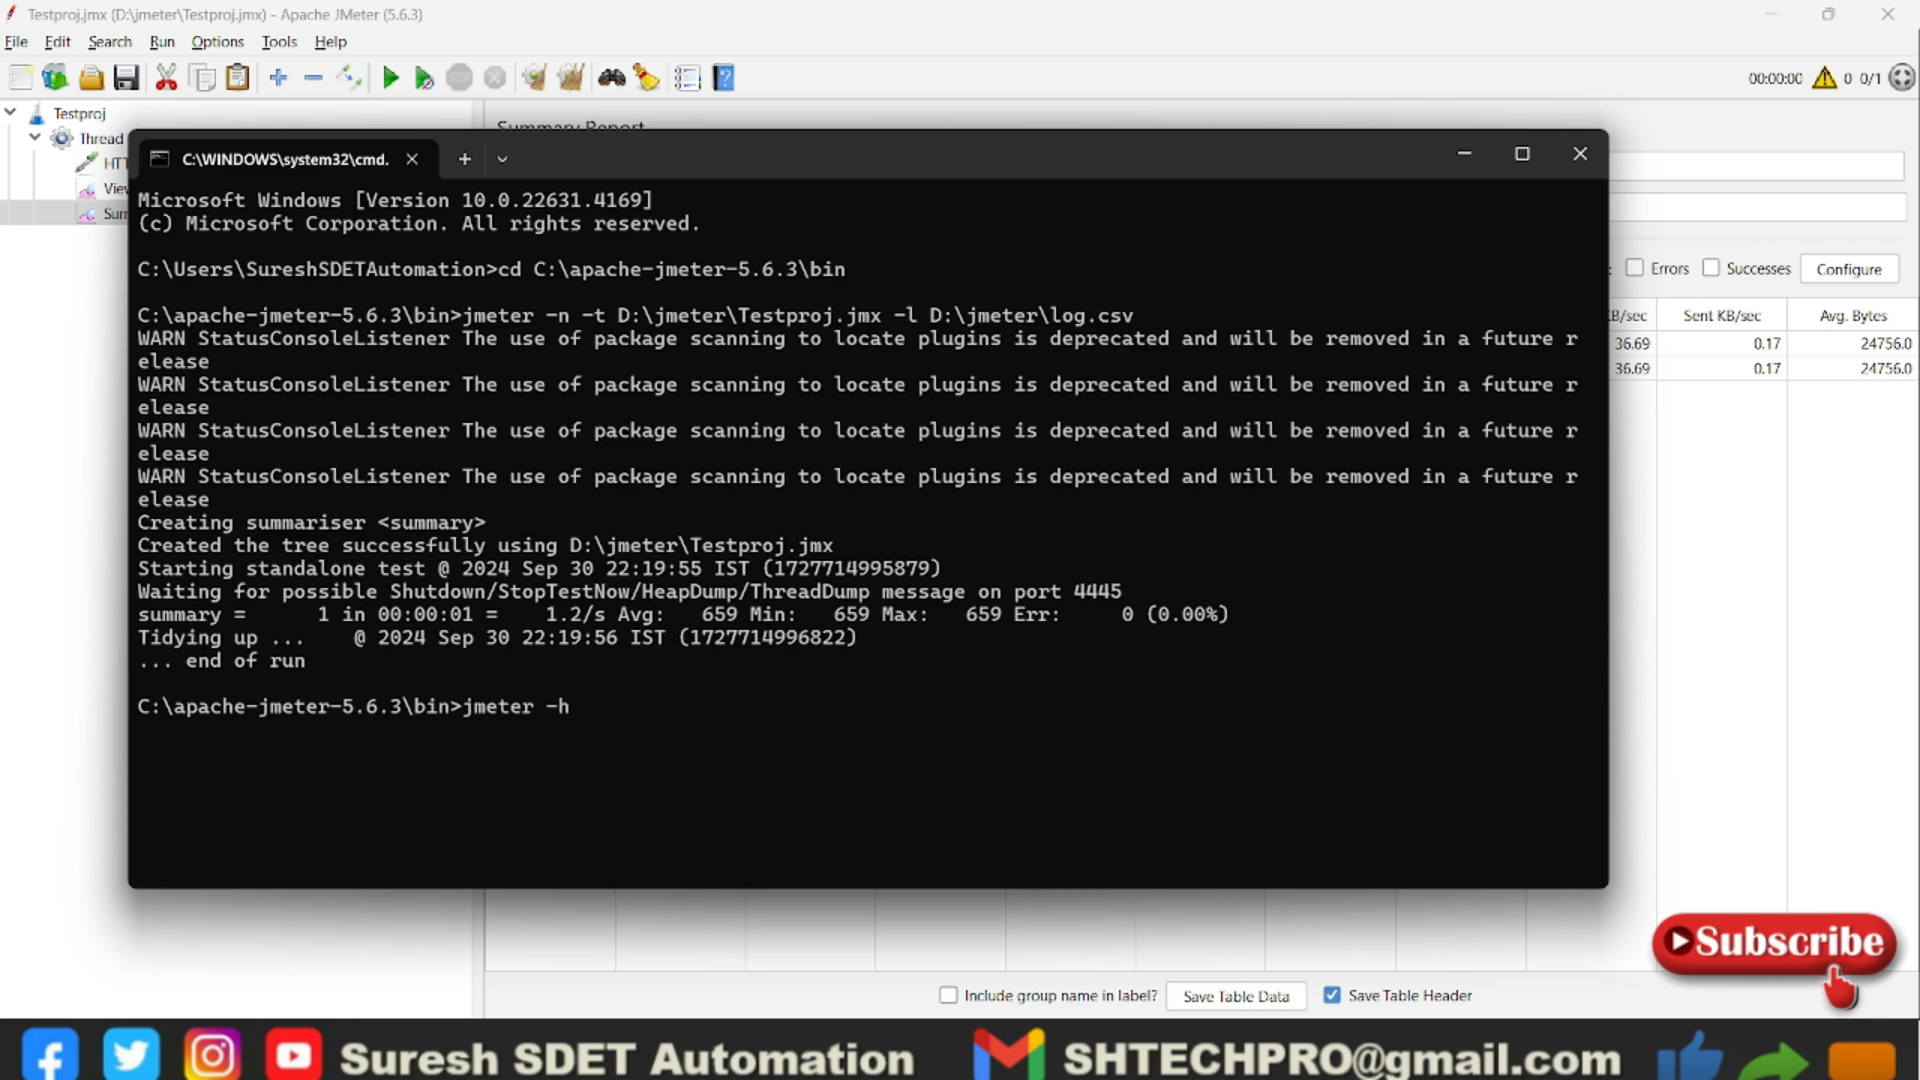 Testproj.jmx (D:\jmeter\Testproj.jmx) - Apache JMeter (5.6.3)
File Edit Search Run Options Tools Help
00:00:00 0 0/1
Testproj
Thread
HTT
View
Sum
Summary Report
Errors Successes Configure
KB/sec Sent KB/sec Avg. Bytes
36.69 0.17 24756.0
36.69 0.17 24756.0
C:\WINDOWS\system32\cmd.
Microsoft Windows [Version 10.0.22631.4169]
(c) Microsoft Corporation. All rights reserved.
C:\Users\SureshSDETAutomation>cd C:\apache-jmeter-5.6.3\bin
C:\apache-jmeter-5.6.3\bin>jmeter -n -t D:\jmeter\Testproj.jmx -l D:\jmeter\log.csv
WARN StatusConsoleListener The use of package scanning to locate plugins is deprecated and will be removed in a future r
elease
WARN StatusConsoleListener The use of package scanning to locate plugins is deprecated and will be removed in a future r
elease
WARN StatusConsoleListener The use of package scanning to locate plugins is deprecated and will be removed in a future r
elease
WARN StatusConsoleListener The use of package scanning to locate plugins is deprecated and will be removed in a future r
elease
Creating summariser <summary>
Created the tree successfully using D:\jmeter\Testproj.jmx
Starting standalone test @ 2024 Sep 30 22:19:55 IST (1727714995879)
Waiting for possible Shutdown/StopTestNow/HeapDump/ThreadDump message on port 4445
summary =      1 in 00:00:01 =    1.2/s Avg:   659 Min:   659 Max:   659 Err:     0 (0.00%)
Tidying up ...    @ 2024 Sep 30 22:19:56 IST (1727714996822)
... end of run
C:\apache-jmeter-5.6.3\bin>jmeter -h
Subscribe
Include group name in label? Save Table Data Save Table Header
Suresh SDET Automation SHTECHPRO@gmail.com